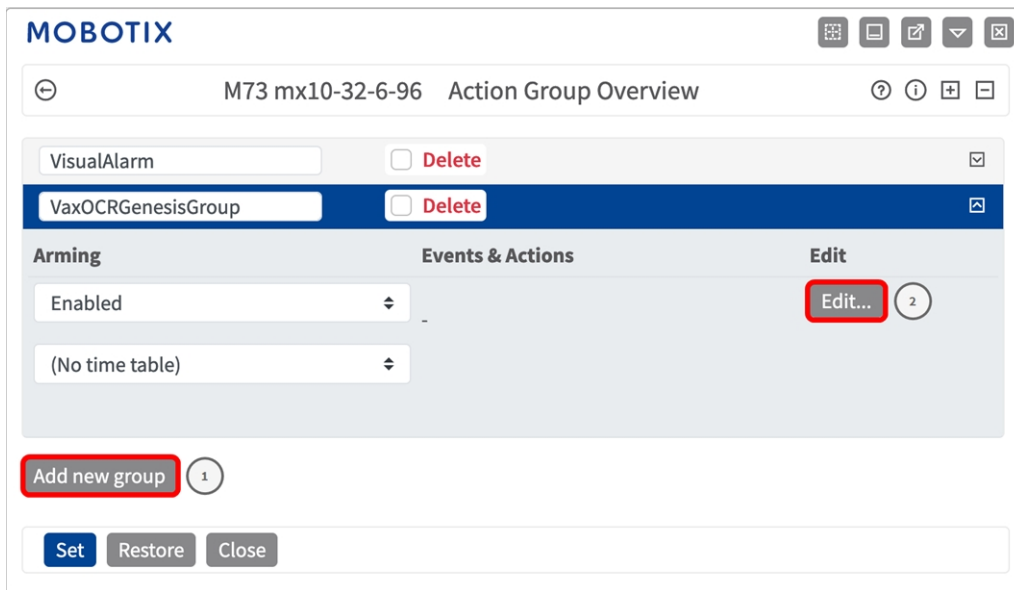 MOBOTIX
M73 mx10-32-6-96 Action Group Overview
VisualAlarm Delete
VaxOCRGenesisGroup Delete
Arming Events & Actions Edit
Enabled - Edit... 2
(No time table)
Add new group 1
Set Restore Close